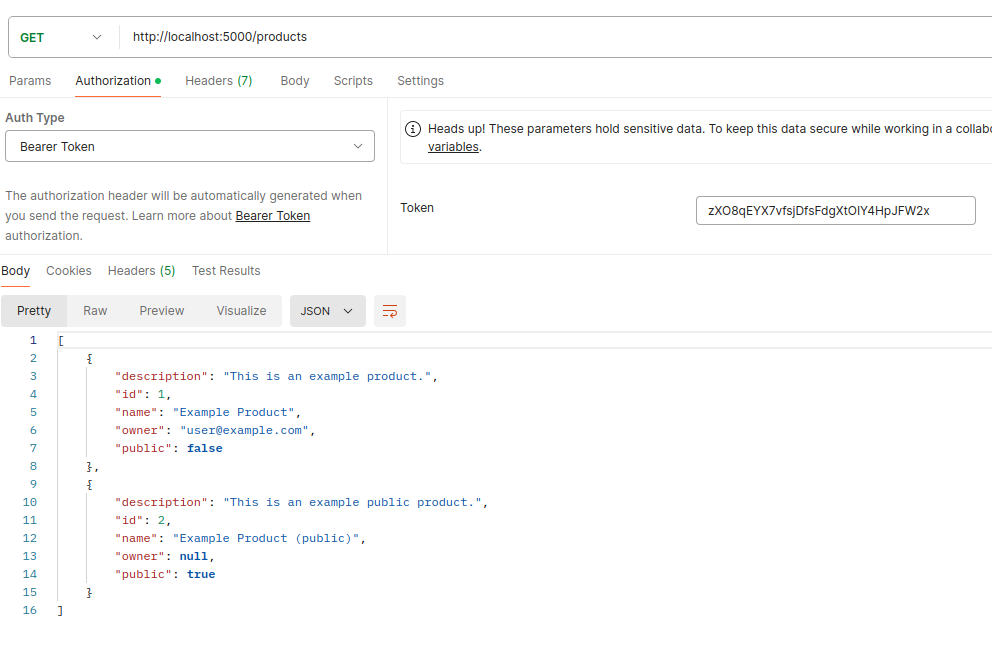 GET http://localhost:5000/products
Params Authorization Headers (7) Body Scripts Settings
Auth Type
Bearer Token
The authorization header will be automatically generated when
you send the request. Learn more about Bearer Token
authorization.
Heads up! These parameters hold sensitive data. To keep this data secure while working in a collabo
variables.
Token zXO8qEYX7vfsjDfsFdgXtOlY4HpJFW2x
Body Cookies Headers (5) Test Results
Pretty Raw Preview Visualize JSON
1 [
2 {
3 "description": "This is an example product.",
4 "id": 1,
5 "name": "Example Product",
6 "owner": "user@example.com",
7 "public": false
8 },
9 {
10 "description": "This is an example public product.",
11 "id": 2,
12 "name": "Example Product (public)",
13 "owner": null,
14 "public": true
15 }
16 ]